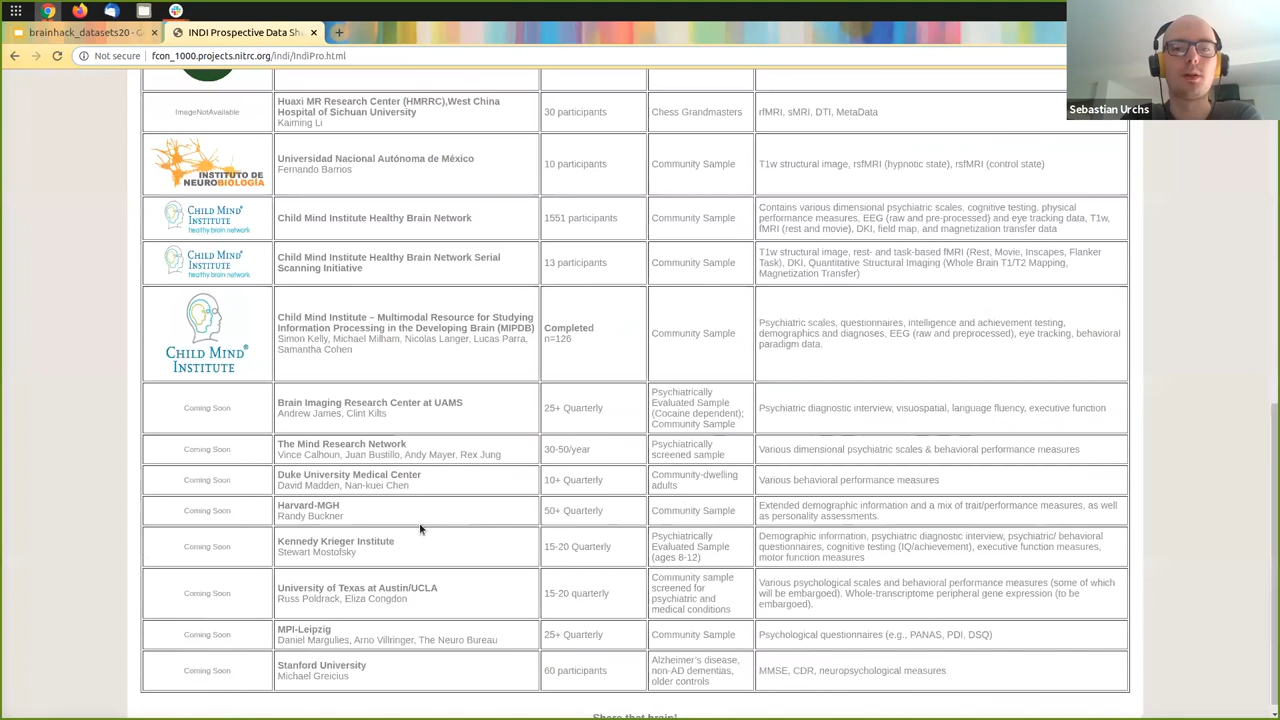 brainhack_datasets20 - G
INDI Prospective Data Sh
Not secure
fcon_1000.projects.nitrc.org/indi/IndiPro.html
Sebastian Urchs
ImageNotAvailable
Huaxi MR Research Center (HMRRC),West China
Hospital of Sichuan University
Kaiming Li
30 participants
Chess Grandmasters
rfMRI, sMRI, DTI, MetaData
INSTITUTO DE
NEUROBIOLOGÍA
Universidad Nacional Autónoma de México
Fernando Barrios
10 participants
Community Sample
T1w structural image, rsfMRI (hypnotic state), rsfMRI (control state)
CHILD MIND
INSTITUTE
healthy brain network
Child Mind Institute Healthy Brain Network
1551 participants
Community Sample
Contains various dimensional psychiatric scales, cognitive testing, physical
performance measures, EEG (raw and pre-processed) and eye tracking data, T1w,
fMRI (rest and movie), DKI, field map, and magnetization transfer data
CHILD MIND
INSTITUTE
healthy brain network
Child Mind Institute Healthy Brain Network Serial
Scanning Initiative
13 participants
Community Sample
T1w structural image, rest- and task-based fMRI (Rest, Movie, Inscapes, Flanker
Task), DKI, Quantitative Structural Imaging (Whole Brain T1/T2 Mapping,
Magnetization Transfer)
CHILD MIND®
INSTITUTE
Child Mind Institute – Multimodal Resource for Studying
Information Processing in the Developing Brain (MIPDB)
Simon Kelly, Michael Milham, Nicolas Langer, Lucas Parra,
Samantha Cohen
Completed
n=126
Community Sample
Psychiatric scales, questionnaires, intelligence and achievement testing,
demographics and diagnoses, EEG (raw and preprocessed), eye tracking, behavioral
paradigm data.
Coming Soon
Brain Imaging Research Center at UAMS
Andrew James, Clint Kilts
25+ Quarterly
Psychiatrically
Evaluated Sample
(Cocaine dependent);
Community Sample
Psychiatric diagnostic interview, visuospatial, language fluency, executive function
Coming Soon
The Mind Research Network
Vince Calhoun, Juan Bustillo, Andy Mayer, Rex Jung
30-50/year
Psychiatrically
screened sample
Various dimensional psychiatric scales & behavioral performance measures
Coming Soon
Duke University Medical Center
David Madden, Nan-kuei Chen
10+ Quarterly
Community-dwelling
adults
Various behavioral performance measures
Coming Soon
Harvard-MGH
Randy Buckner
50+ Quarterly
Community Sample
Extended demographic information and a mix of trait/performance measures, as well
as personality assessments.
Coming Soon
Kennedy Krieger Institute
Stewart Mostofsky
15-20 Quarterly
Psychiatrically
Evaluated Sample
(ages 8-12)
Demographic information, psychiatric diagnostic interview, psychiatric/ behavioral
questionnaires, cognitive testing (IQ/achievement), executive function measures,
motor function measures
Coming Soon
University of Texas at Austin/UCLA
Russ Poldrack, Eliza Congdon
15-20 quarterly
Community sample
screened for
psychiatric and
medical conditions
Various psychological scales and behavioral performance measures (some of which
will be embargoed). Whole-transcriptome peripheral gene expression (to be
embargoed).
Coming Soon
MPI-Leipzig
Daniel Margulies, Arno Villringer, The Neuro Bureau
25+ Quarterly
Community Sample
Psychological questionnaires (e.g., PANAS, PDI, DSQ)
Coming Soon
Stanford University
Michael Greicius
60 participants
Alzheimer's disease,
non-AD dementias,
older controls
MMSE, CDR, neuropsychological measures
Share that brain!